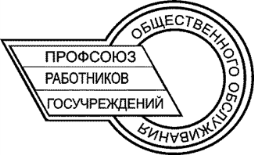 ПРОФСОЮЗ
РАБОТНИКОВ
ГОСУЧРЕЖДЕНИЙ
ОБЩЕСТВЕННОГО ОБСЛУЖИВАНИЯ